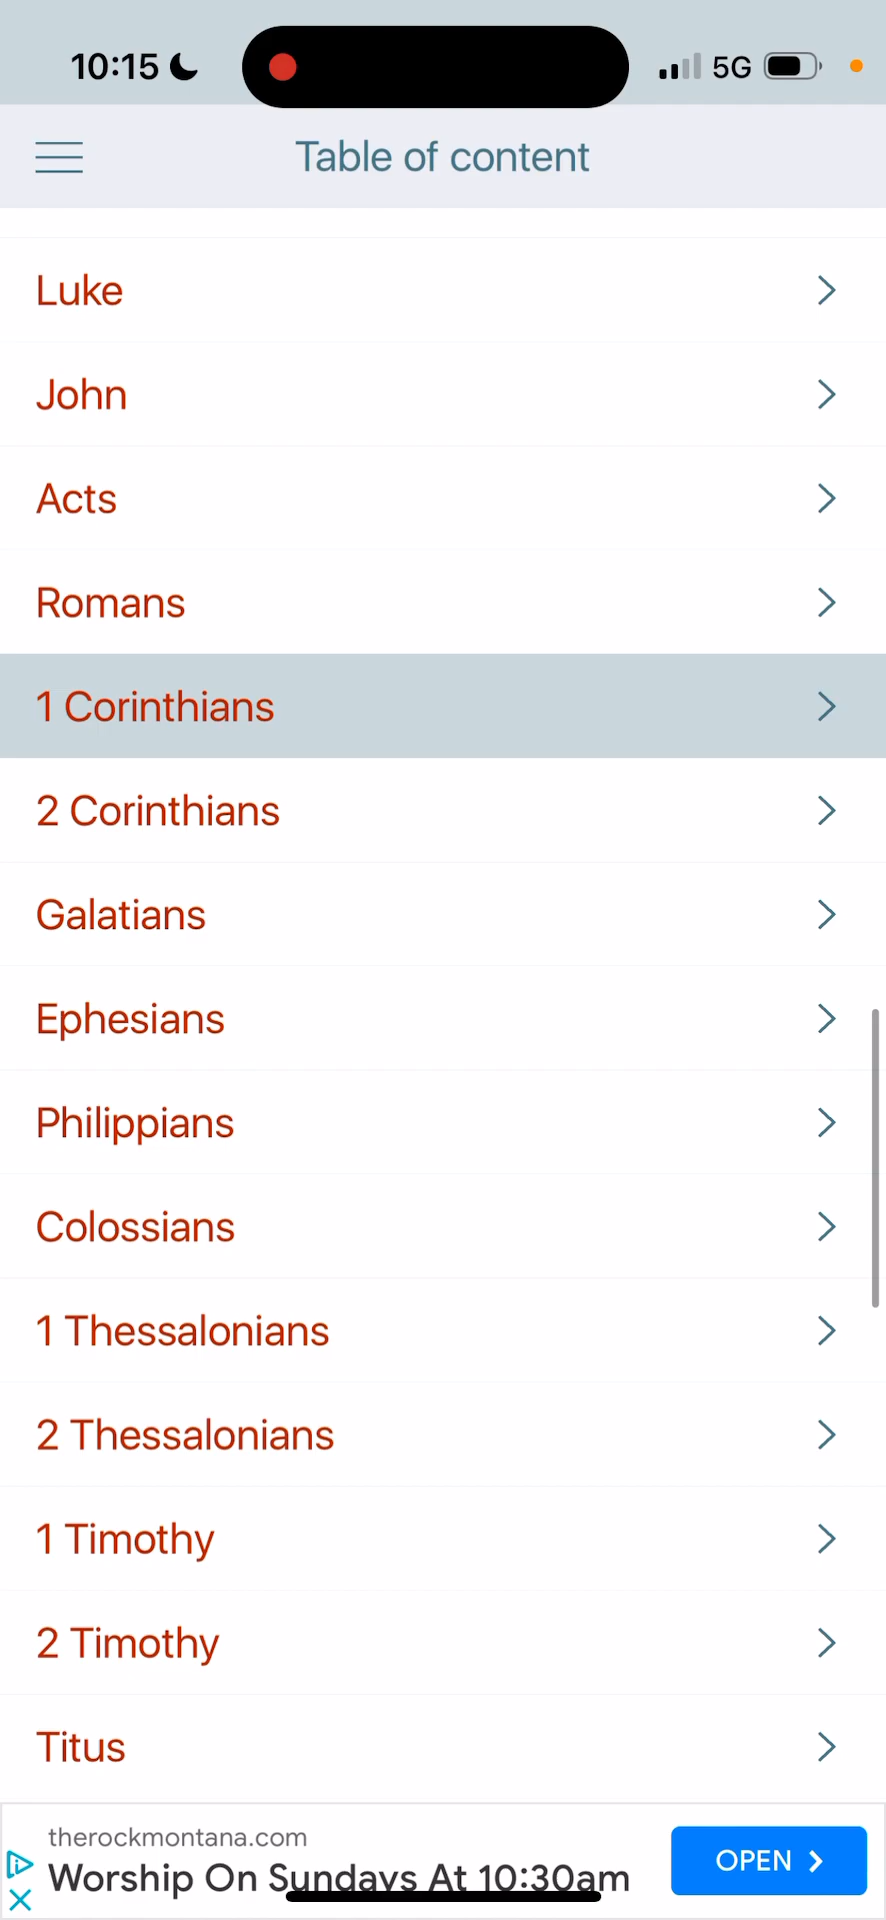 10:15
5G
Table of content
Luke
John
Acts
Romans
1 Corinthians
2 Corinthians
Galatians
Ephesians
Philippians
Colossians
1 Thessalonians
2 Thessalonians
1 Timothy
2 Timothy
Titus
therockmontana.com
Worship On Sundays At 10:30am
OPEN